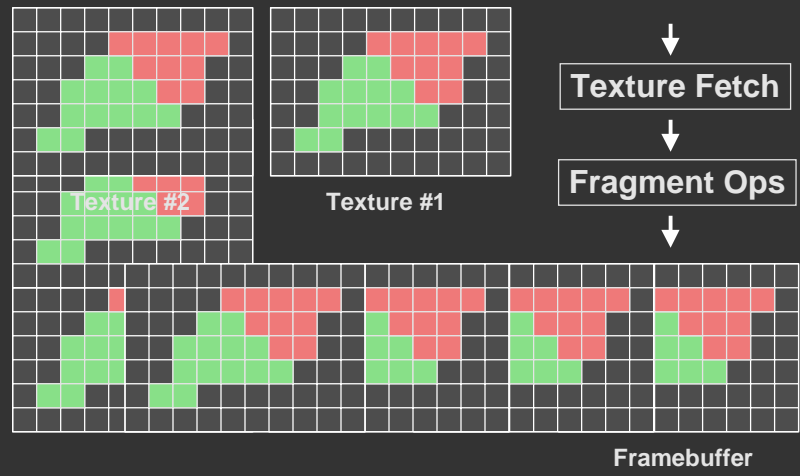 Texture Fetch
Fragment Ops
Texture #2
Texture #1
Framebuffer